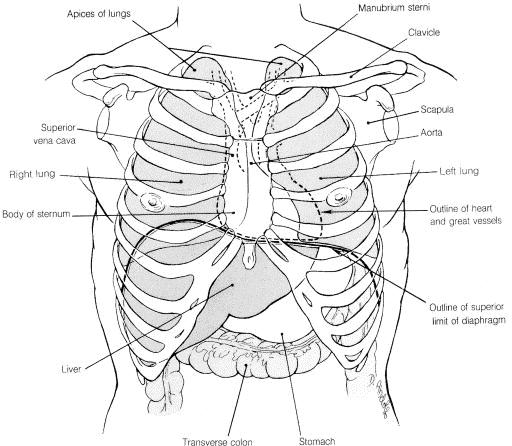 Apices of lungs
Manubrium sterni
Clavicle
Scapula
Superior
vena cava
Aorta
Right lung
Left lung
Body of sternum
Outline of heart
and great vessels
Outline of superior
limit of diaphragm
Liver
Transverse colon
Stomach